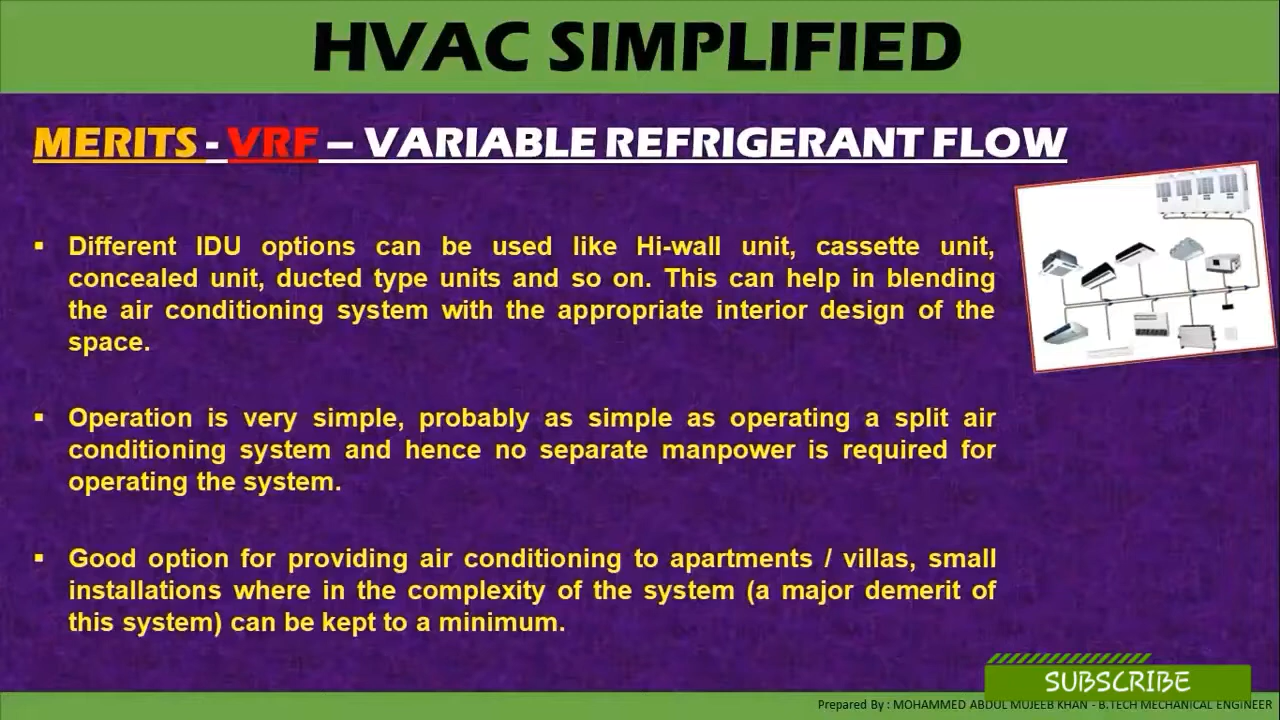 HVAC SIMPLIFIED
MERITS - VRF – VARIABLE REFRIGERANT FLOW
▪ Different IDU options can be used like Hi-wall unit, cassette unit,
concealed unit, ducted type units and so on. This can help in blending
the air conditioning system with the appropriate interior design of the
space.
▪ Operation is very simple, probably as simple as operating a split air
conditioning system and hence no separate manpower is required for
operating the system.
▪ Good option for providing air conditioning to apartments / villas, small
installations where in the complexity of the system (a major demerit of
this system) can be kept to a minimum.
SUBSCRIBE
Prepared By : MOHAMMED ABDUL MUJEEB KHAN - B.TECH MECHANICAL ENGINEER